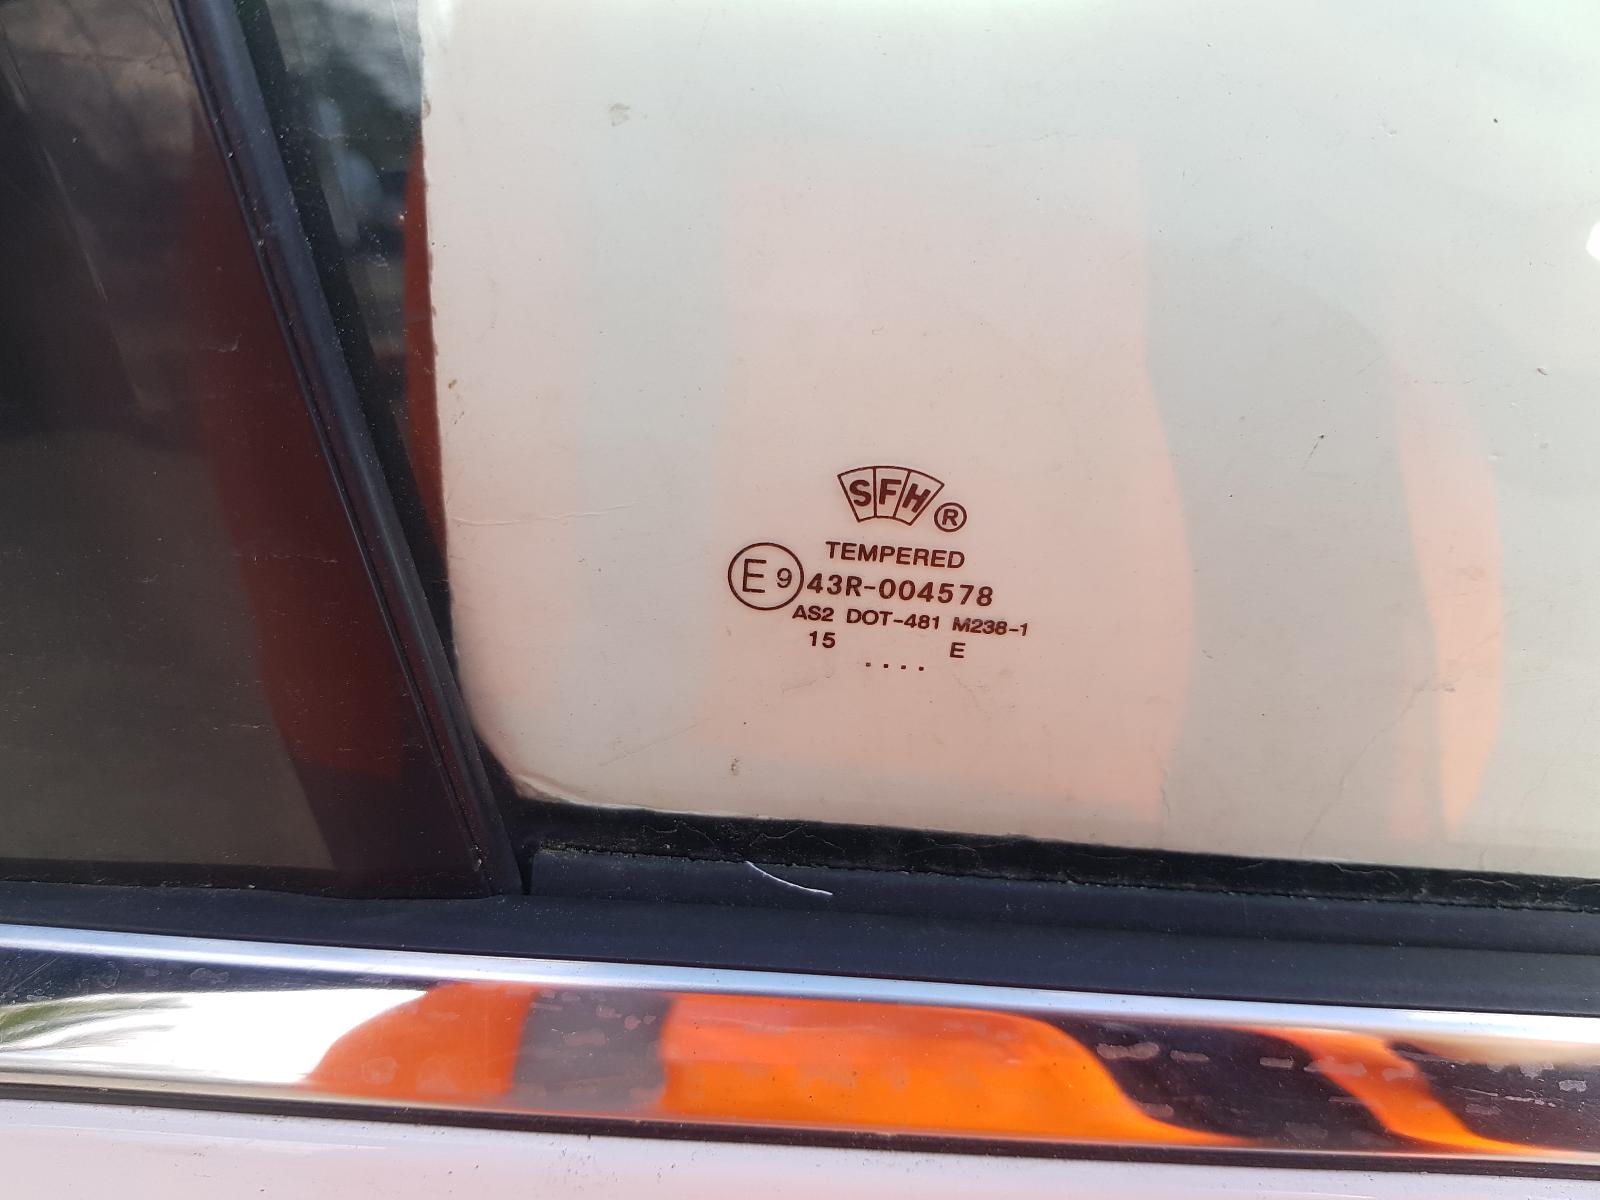 SFH ®
TEMPERED
E9 43R-004578
AS2 DOT-481 M238-1
15 E
....